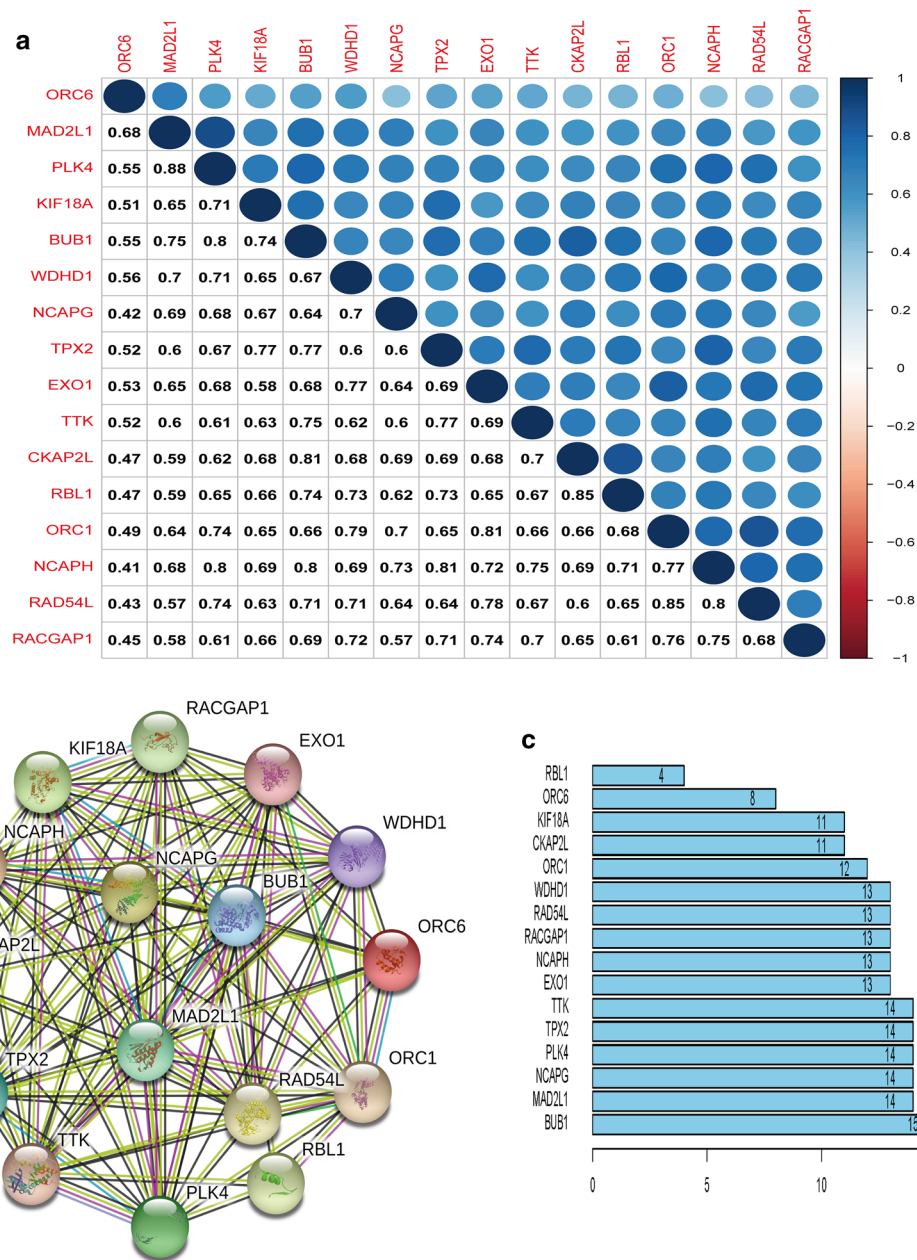 a
ORC6 MAD2L1 PLK4 KIF18A BUB1 WDHD1 NCAPG TPX2 EXO1 TTK CKAP2L RBL1 ORC1 NCAPH RAD54L RACGAP1
ORC6
MAD2L1 0.68
PLK4 0.55 0.88
KIF18A 0.51 0.65 0.71
BUB1 0.55 0.75 0.8 0.74
WDHD1 0.56 0.7 0.71 0.65 0.67
NCAPG 0.42 0.69 0.68 0.67 0.64 0.7
TPX2 0.52 0.6 0.67 0.77 0.77 0.6 0.6
EXO1 0.53 0.65 0.68 0.58 0.68 0.77 0.64 0.69
TTK 0.52 0.6 0.61 0.63 0.75 0.62 0.6 0.77 0.69
CKAP2L 0.47 0.59 0.62 0.68 0.81 0.68 0.69 0.69 0.68 0.7
RBL1 0.47 0.59 0.65 0.66 0.74 0.73 0.62 0.73 0.65 0.67 0.85
ORC1 0.49 0.64 0.74 0.65 0.66 0.79 0.7 0.65 0.81 0.66 0.66 0.68
NCAPH 0.41 0.68 0.8 0.69 0.8 0.69 0.73 0.81 0.72 0.75 0.69 0.71 0.77
RAD54L 0.43 0.57 0.74 0.63 0.71 0.71 0.64 0.64 0.78 0.67 0.6 0.65 0.85 0.8
RACGAP1 0.45 0.58 0.61 0.66 0.69 0.72 0.57 0.71 0.74 0.7 0.65 0.61 0.76 0.75 0.68
1
0.8
0.6
0.4
0.2
0
−0.2
−0.4
−0.6
−0.8
−1
RACGAP1
KIF18A
EXO1
NCAPH
WDHD1
NCAPG
BUB1
ORC6
AP2L
MAD2L1
TPX2
ORC1
RAD54L
TTK
RBL1
PLK4
c
RBL1 4
ORC6 8
KIF18A 11
CKAP2L 11
ORC1 12
WDHD1 13
RAD54L 13
RACGAP1 13
NCAPH 13
EXO1 13
TTK 14
TPX2 14
PLK4 14
NCAPG 14
MAD2L1 14
BUB1 15
0 5 10